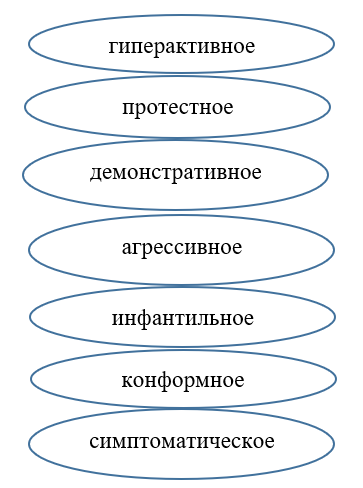 гиперактивное
протестное
демонстративное
агрессивное
инфантильное
конформное
симптоматическое